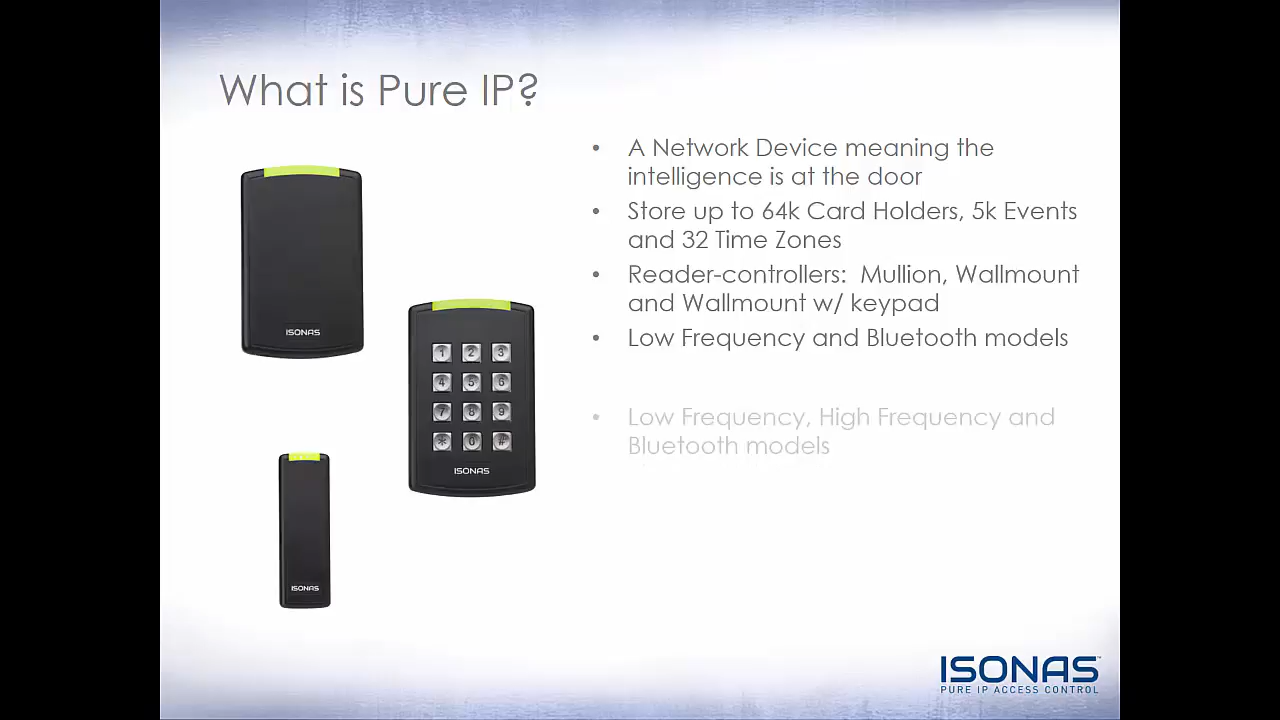 What is Pure IP?
• A Network Device meaning the
intelligence is at the door
• Store up to 64k Card Holders, 5k Events
and 32 Time Zones
• Reader-controllers: Mullion, Wallmount
and Wallmount w/ keypad
• Low Frequency and Bluetooth models
• Low Frequency, High Frequency and
Bluetooth models
ISONAS
1 2 3
4 5 6
7 8 9
* 0 #
ISONAS
ISONAS
ISONAS™
PURE IP ACCESS CONTROL